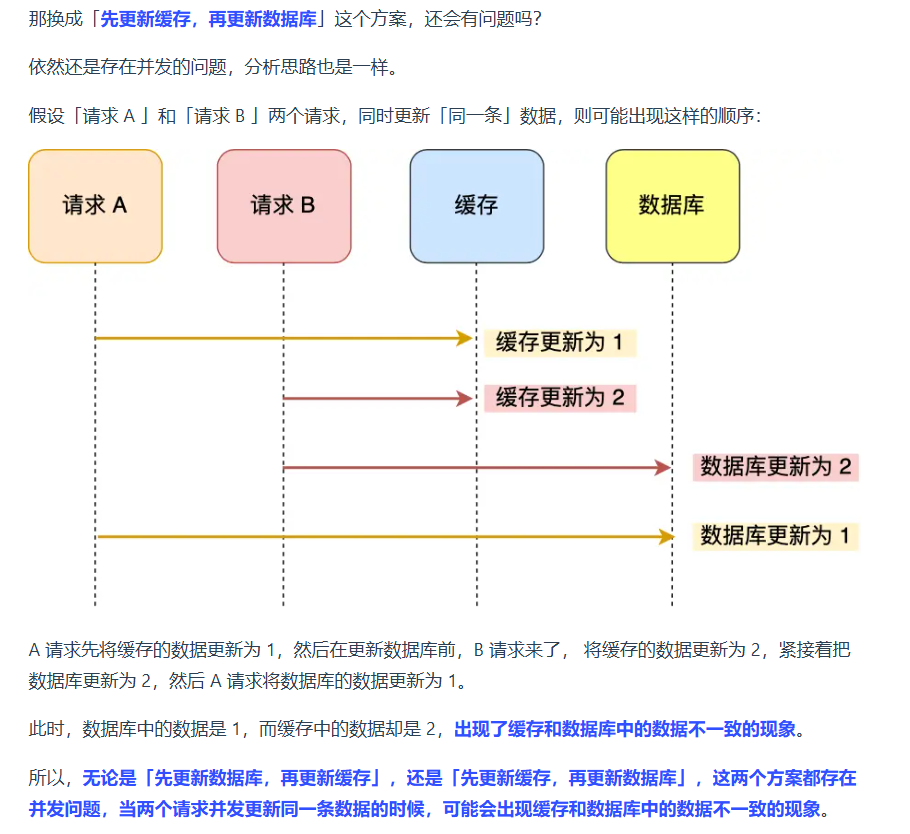 那换成「先更新缓存，再更新数据库」这个方案，还会有问题吗？
依然还是存在并发的问题，分析思路也是一样。
假设「请求 A 」和「请求 B 」两个请求，同时更新「同一条」数据，则可能出现这样的顺序：
请求 A
请求 B
缓存
数据库
缓存更新为 1
缓存更新为 2
数据库更新为 2
数据库更新为 1
A 请求先将缓存的数据更新为 1，然后在更新数据库前，B 请求来了， 将缓存的数据更新为 2，紧接着把
数据库更新为 2，然后 A 请求将数据库的数据更新为 1。
此时，数据库中的数据是 1，而缓存中的数据却是 2，出现了缓存和数据库中的数据不一致的现象。
所以，无论是「先更新数据库，再更新缓存」，还是「先更新缓存，再更新数据库」，这两个方案都存在
并发问题，当两个请求并发更新同一条数据的时候，可能会出现缓存和数据库中的数据不一致的现象。